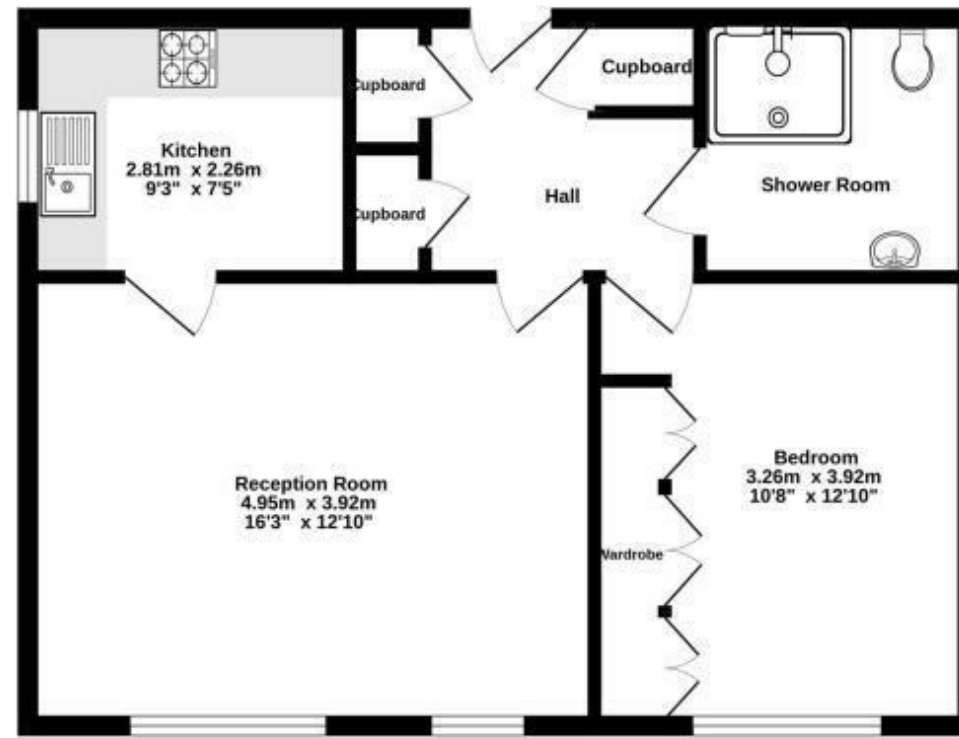 Kitchen
2.81m x 2.26m
9'3" x 7'5"
Cupboard
Cupboard
Cupboard
Hall
Shower Room
Reception Room
4.95m x 3.92m
16'3" x 12'10"
Bedroom
3.26m x 3.92m
10'8" x 12'10"
Wardrobe